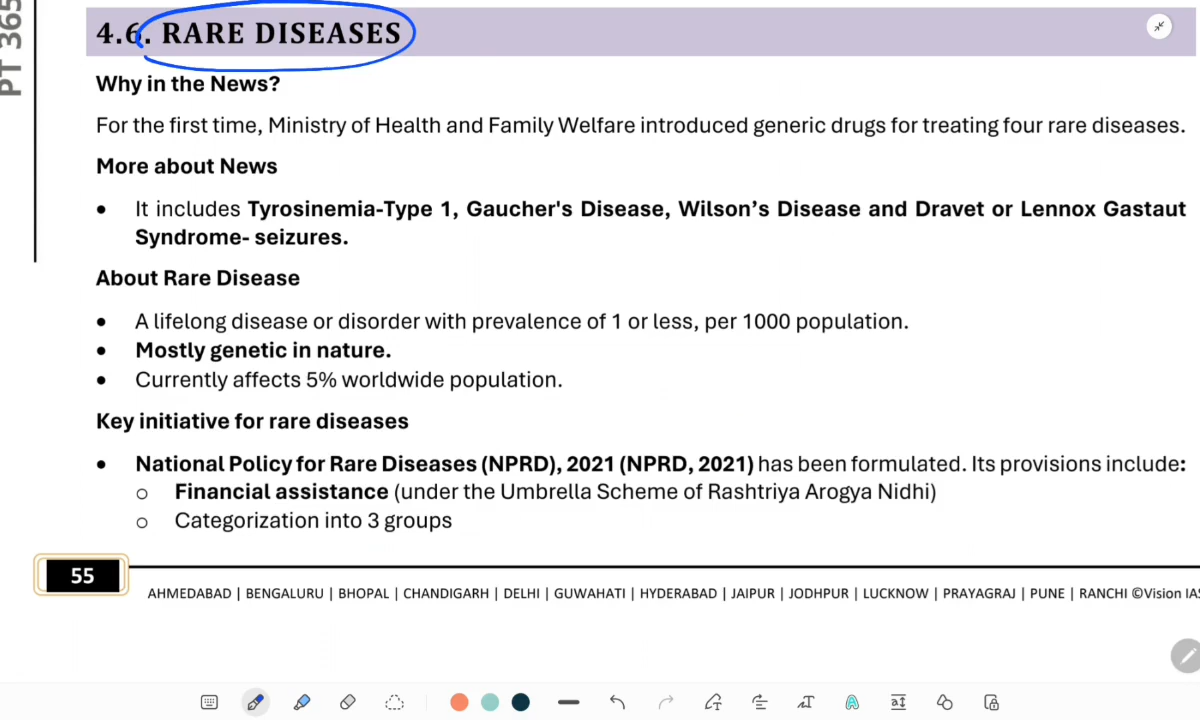 PT 365
4.6. RARE DISEASES
Why in the News?
For the first time, Ministry of Health and Family Welfare introduced generic drugs for treating four rare diseases.
More about News
• It includes Tyrosinemia-Type 1, Gaucher's Disease, Wilson’s Disease and Dravet or Lennox Gastaut
Syndrome- seizures.
About Rare Disease
• A lifelong disease or disorder with prevalence of 1 or less, per 1000 population.
• Mostly genetic in nature.
• Currently affects 5% worldwide population.
Key initiative for rare diseases
• National Policy for Rare Diseases (NPRD), 2021 (NPRD, 2021) has been formulated. Its provisions include:
o Financial assistance (under the Umbrella Scheme of Rashtriya Arogya Nidhi)
o Categorization into 3 groups
55
AHMEDABAD | BENGALURU | BHOPAL | CHANDIGARH | DELHI | GUWAHATI | HYDERABAD | JAIPUR | JODHPUR | LUCKNOW | PRAYAGRAJ | PUNE | RANCHI ©Vision IAS